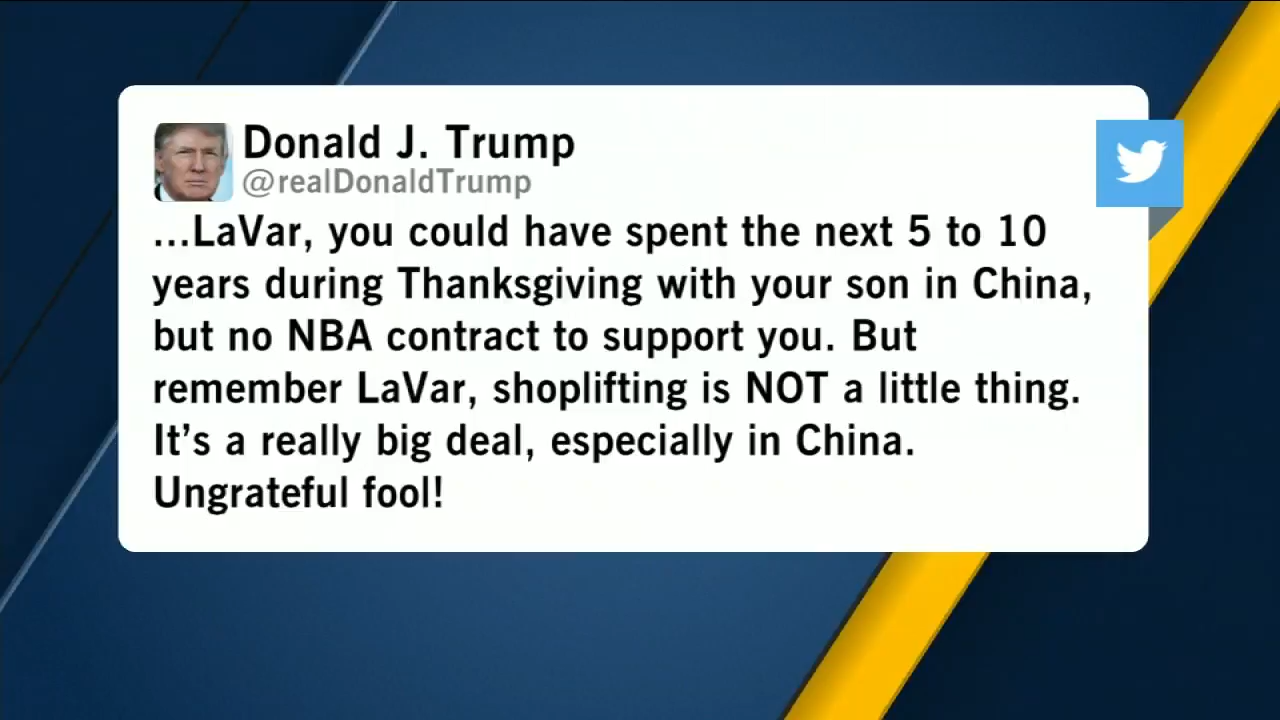 Donald J. Trump
@realDonaldTrump
...LaVar, you could have spent the next 5 to 10
years during Thanksgiving with your son in China,
but no NBA contract to support you. But
remember LaVar, shoplifting is NOT a little thing.
It's a really big deal, especially in China.
Ungrateful fool!